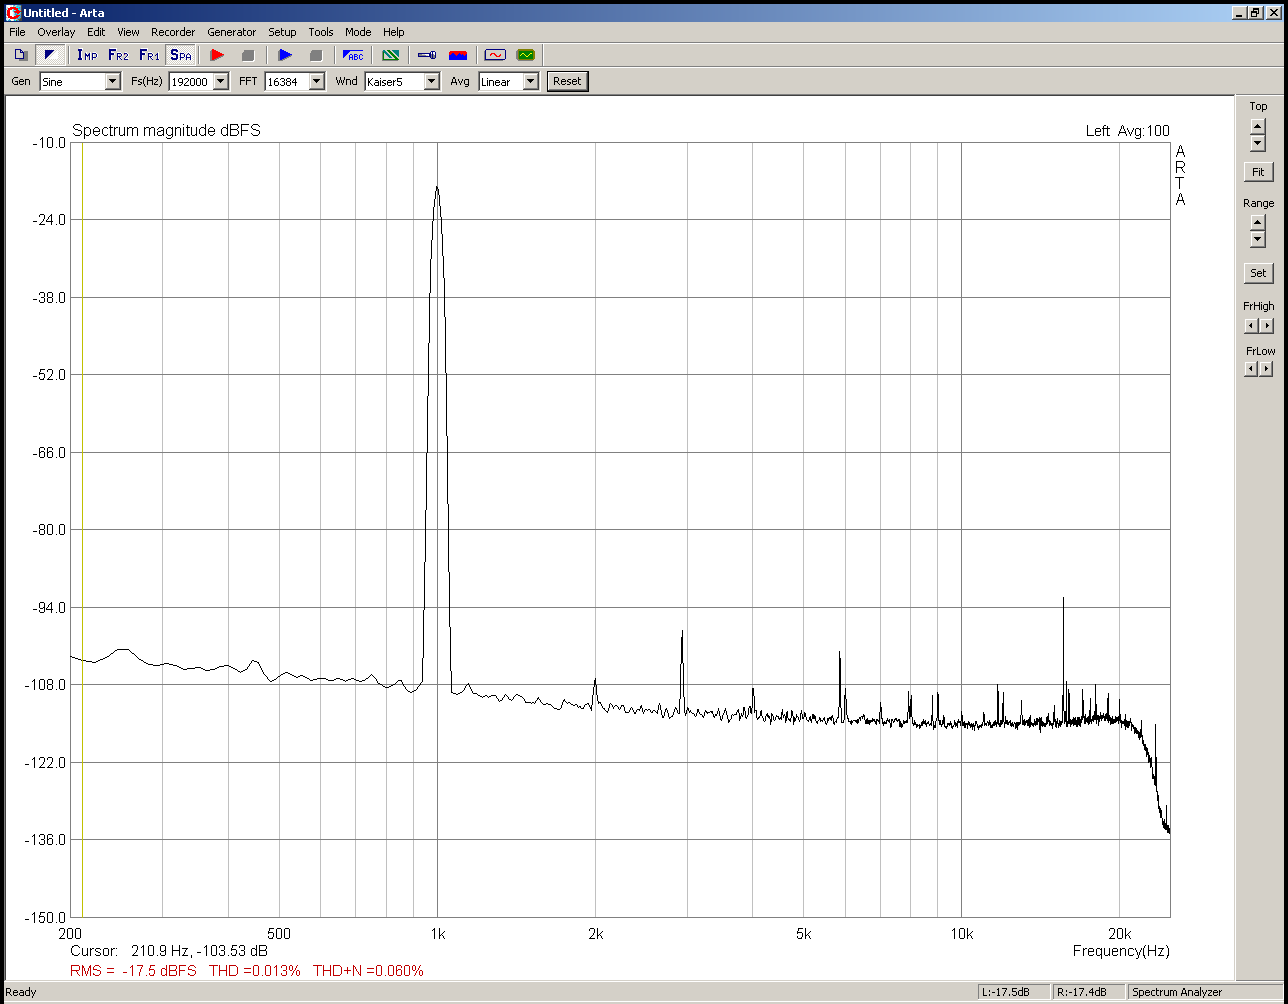 Untitled - Arta
File Overlay Edit View Recorder Generator Setup Tools Mode Help
IMP FR2 FR1 SPA ABC
Gen Sine Fs(Hz) 192000 FFT 16384 Wnd Kaiser5 Avg Linear Reset
Spectrum magnitude dBFS Left Avg:100
Top
Fit
Range
Set
FrHigh
FrLow
A
R
T
A
-10.0
-24.0
-38.0
-52.0
-66.0
-80.0
-94.0
-108.0
-122.0
-136.0
-150.0
200 500 1k 2k 5k 10k 20k
Cursor: 210.9 Hz, -103.53 dB Frequency(Hz)
RMS = -17.5 dBFS THD =0.013% THD+N =0.060%
Ready L:-17.5dB R:-17.4dB Spectrum Analyzer